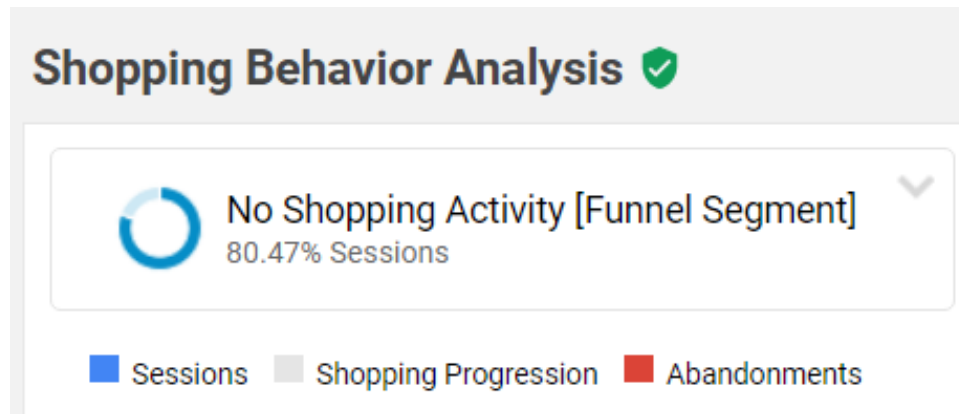 Shopping Behavior Analysis
No Shopping Activity [Funnel Segment]
80.47% Sessions
Sessions Shopping Progression Abandonments